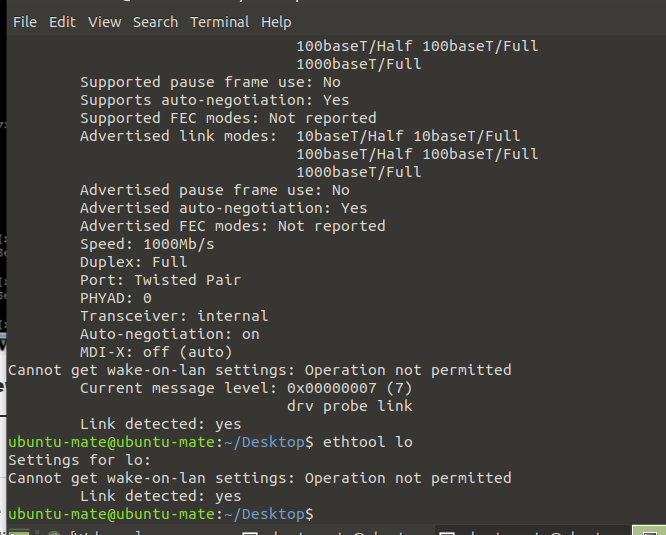 File Edit View Search Terminal Help
100baseT/Half 100baseT/Full
1000baseT/Full
Supported pause frame use: No
Supports auto-negotiation: Yes
Supported FEC modes: Not reported
Advertised link modes: 10baseT/Half 10baseT/Full
100baseT/Half 100baseT/Full
1000baseT/Full
Advertised pause frame use: No
Advertised auto-negotiation: Yes
Advertised FEC modes: Not reported
Speed: 1000Mb/s
Duplex: Full
Port: Twisted Pair
PHYAD: 0
Transceiver: internal
Auto-negotiation: on
MDI-X: off (auto)
Cannot get wake-on-lan settings: Operation not permitted
Current message level: 0x00000007 (7)
drv probe link
Link detected: yes
ubuntu-mate@ubuntu-mate:~/Desktop$ ethtool lo
Settings for lo:
Cannot get wake-on-lan settings: Operation not permitted
Link detected: yes
ubuntu-mate@ubuntu-mate:~/Desktop$